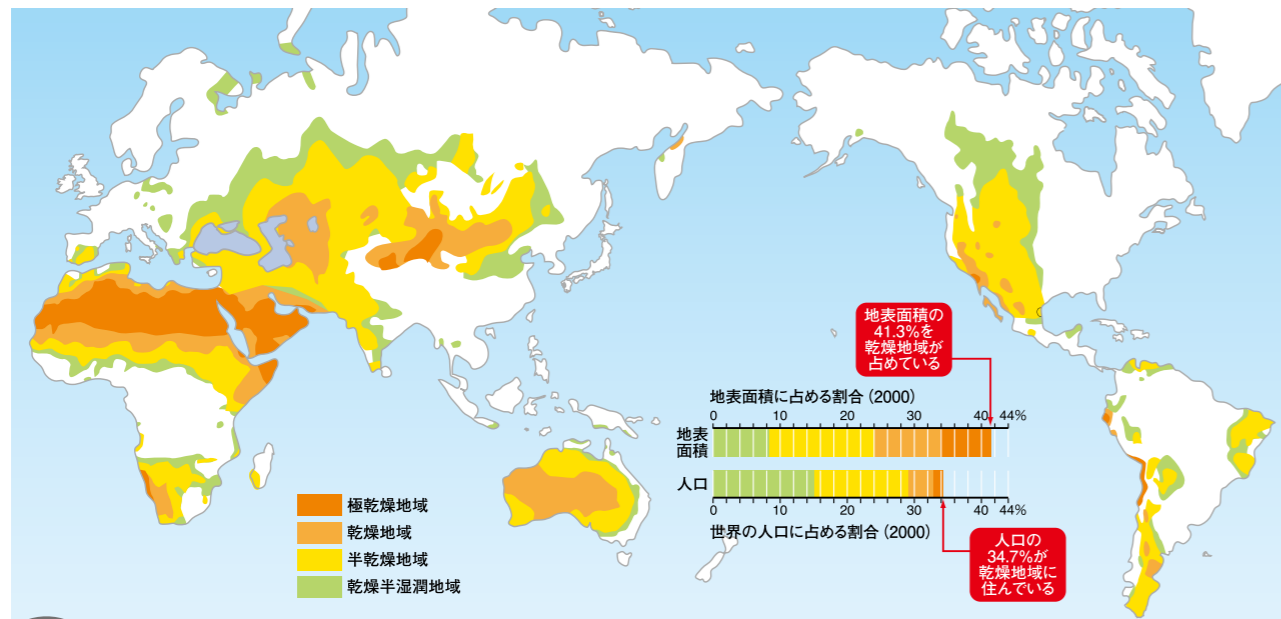 地表面積の
41.3%を
乾燥地域が
占めている
地表面積に占める割合(2000)
0 10 20 30 40 44%
地表
面積
人口
0 10 20 30 40 44%
世界の人口に占める割合(2000)
人口の
34.7%が
乾燥地域に
住んでいる
極乾燥地域
乾燥地域
半乾燥地域
乾燥半湿潤地域